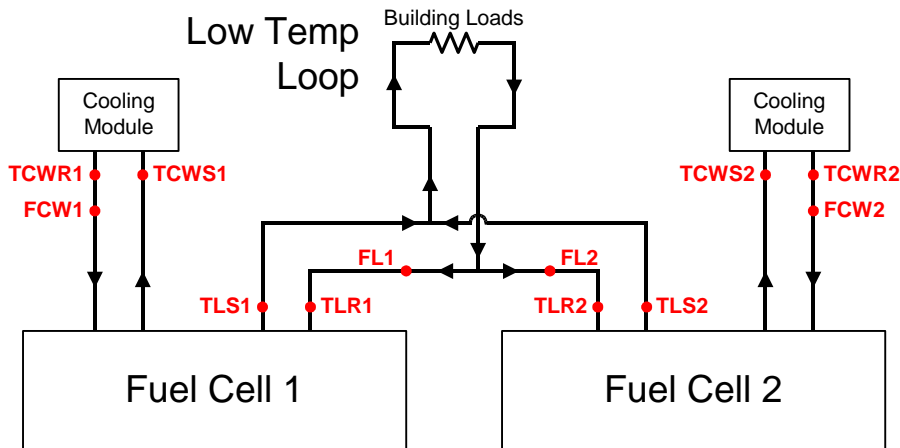 Building Loads
Low Temp
Loop
Cooling
Module
Cooling
Module
TCWR1
TCWS1
TCWS2
TCWR2
FCW1
FCW2
FL1
FL2
TLS1
TLR1
TLR2
TLS2
Fuel Cell 1
Fuel Cell 2